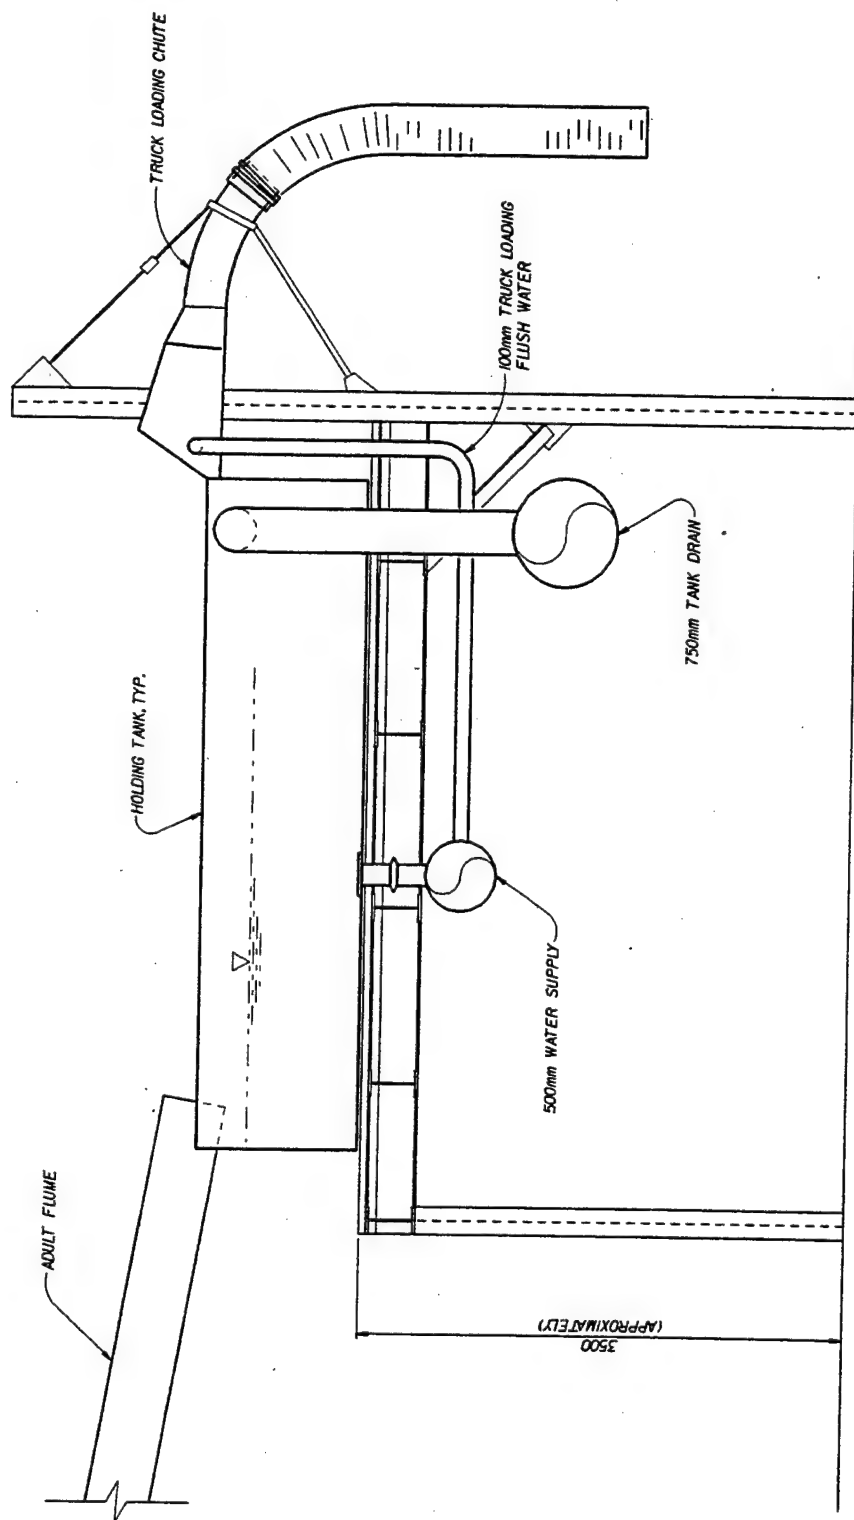 ADULT FLUME
HOLDING TANK, TYP.
TRUCK LOADING CHUTE
100mm TRUCK LOADING
FLUSH WATER
750mm TANK DRAIN
500mm WATER SUPPLY
3500
(APPROXIMATELY)